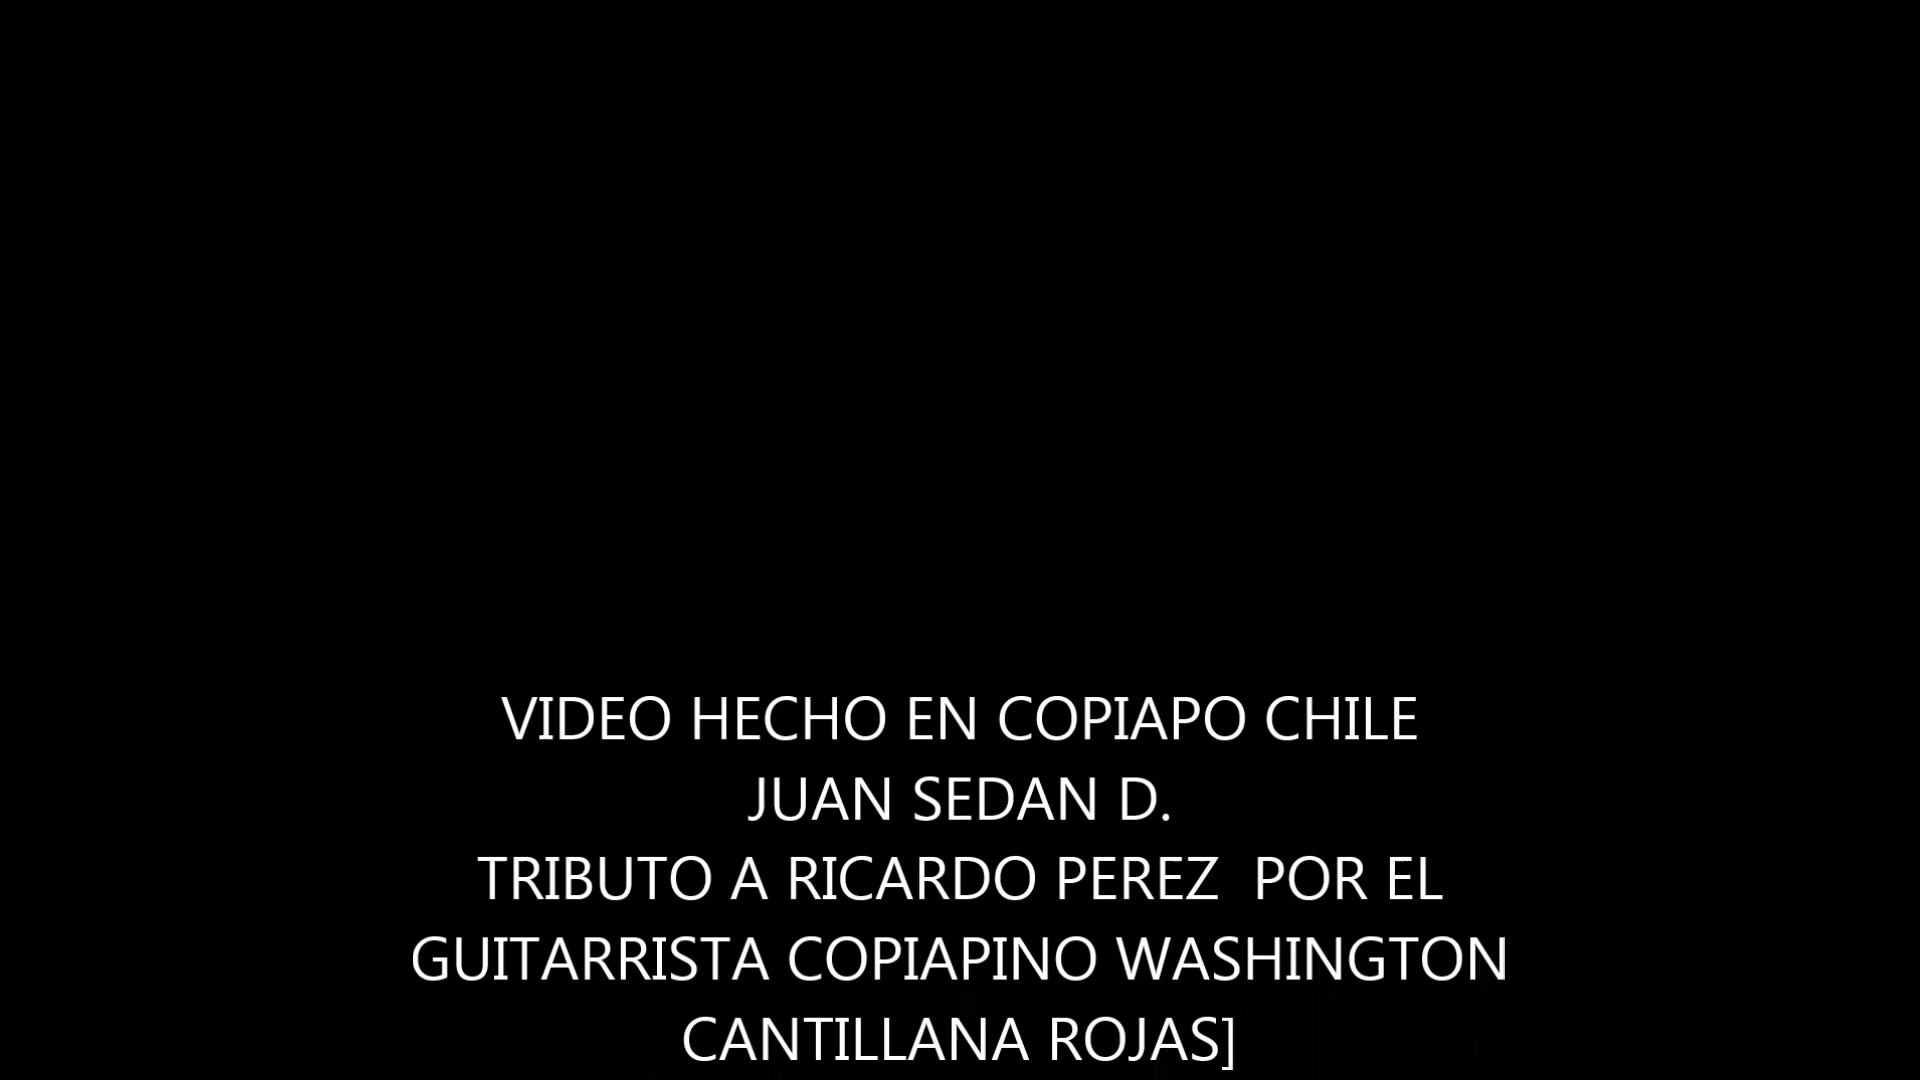 VIDEO HECHO EN COPIAPO CHILE
JUAN SEDAN D.
TRIBUTO A RICARDO PEREZ  POR EL
GUITARRISTA COPIAPINO WASHINGTON
CANTILLANA ROJAS]